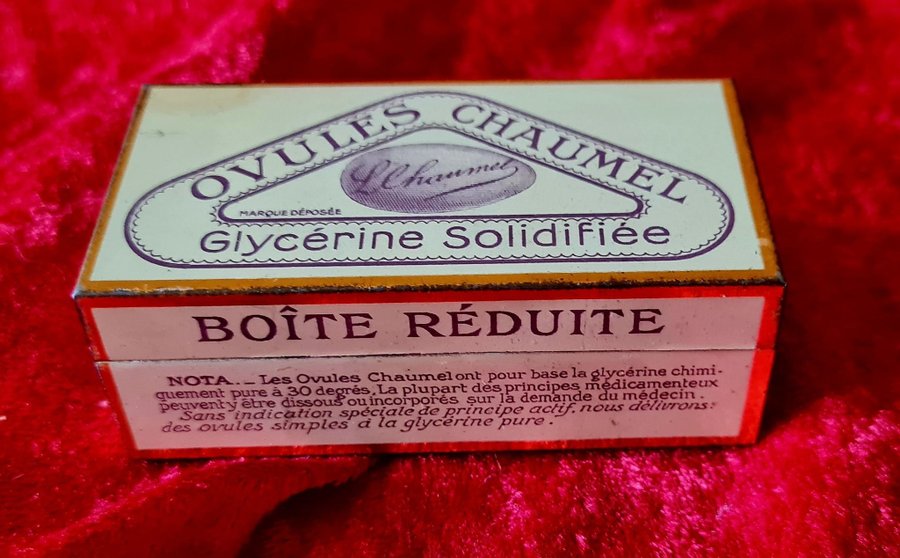 OVULES CHAUMEL
L Chaumel
MARQUE DÉPOSÉE
Glycérine Solidifiée
BOÎTE RÉDUITE
NOTA._ Les Ovules Chaumel ont pour base la glycérine chimi-
quement pure à 30 degrés. La plupart des principes médicamenteux
peuvent y être dissous ou incorporés sur la demande du médecin.
Sans indication spéciale de principe actif, nous délivrons:
des ovules simples à la glycérine pure.